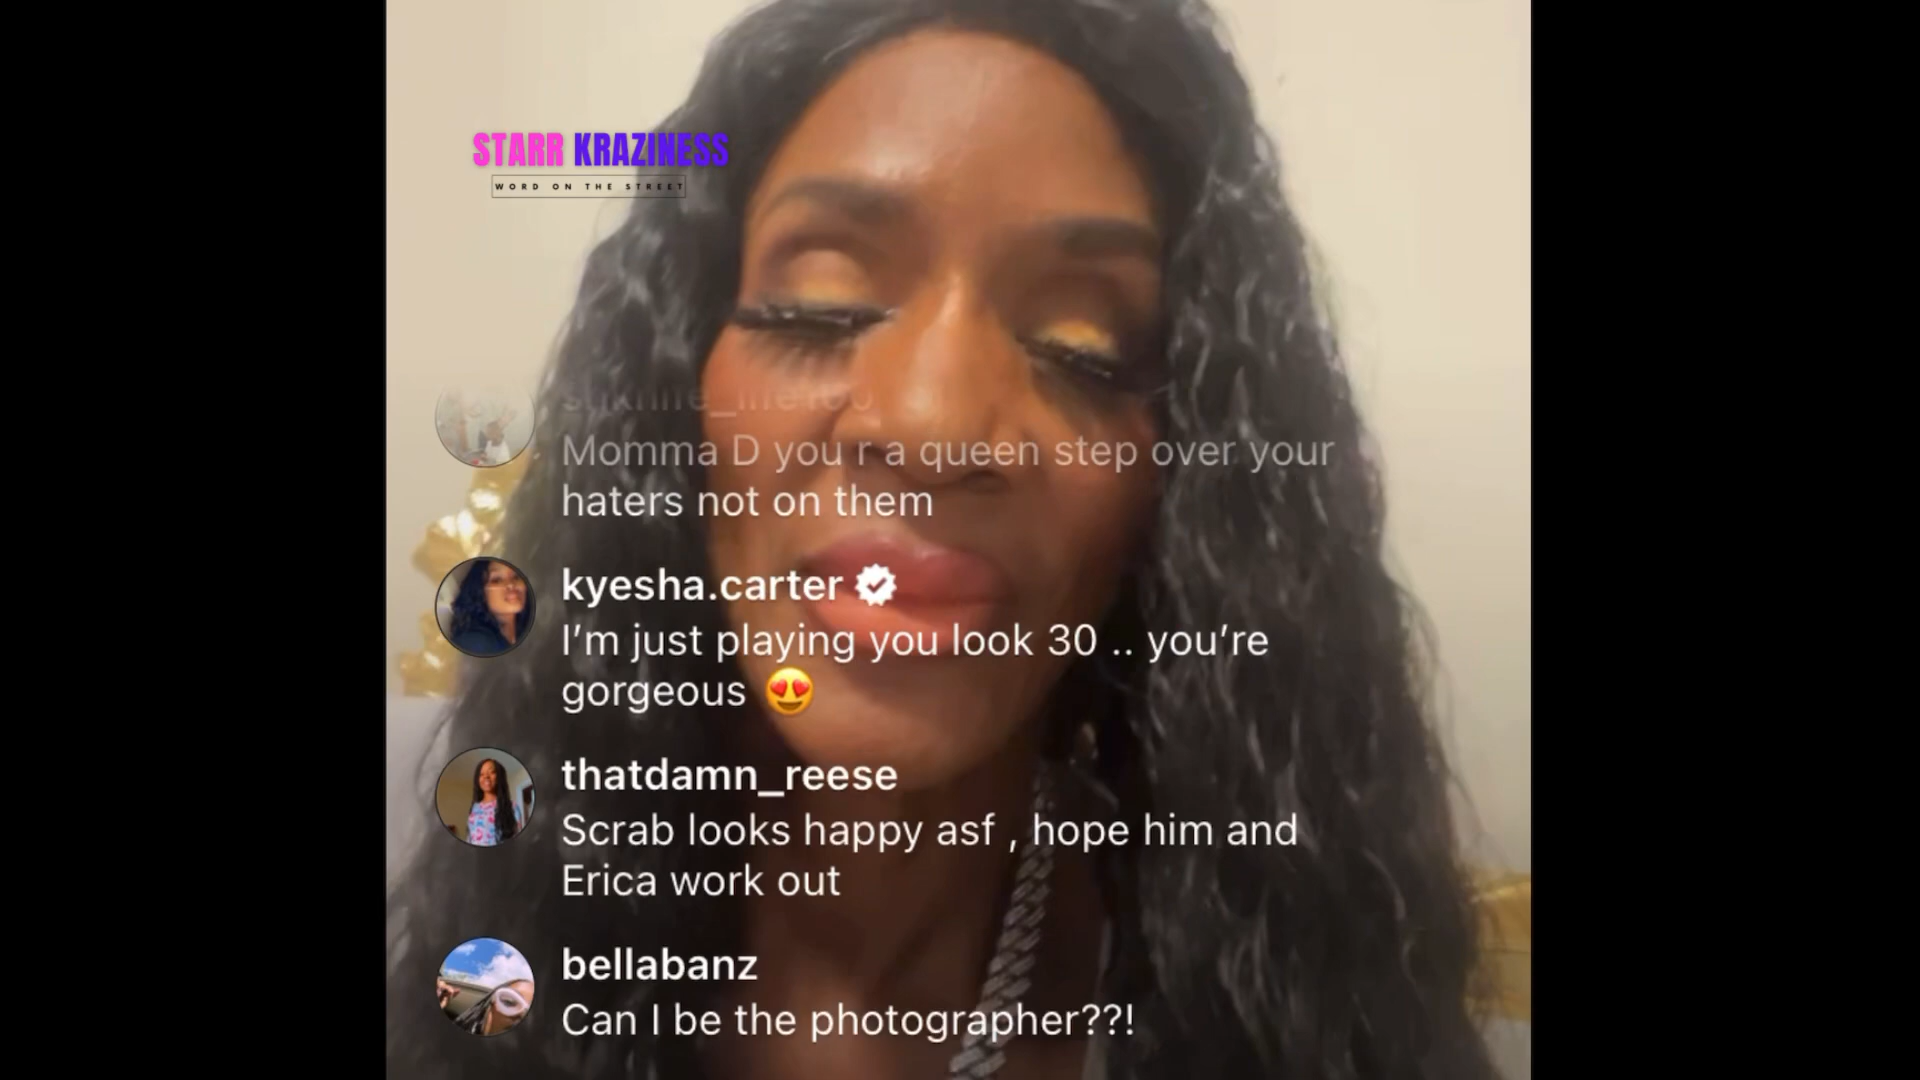 STARR KRAZINESS
WORD ON THE STREET
Momma D you r a queen step over your
haters not on them
kyesha.carter
I’m just playing you look 30 .. you’re
gorgeous 😍
thatdamn_reese
Scrab looks happy asf , hope him and
Erica work out
bellabanz
Can I be the photographer??!